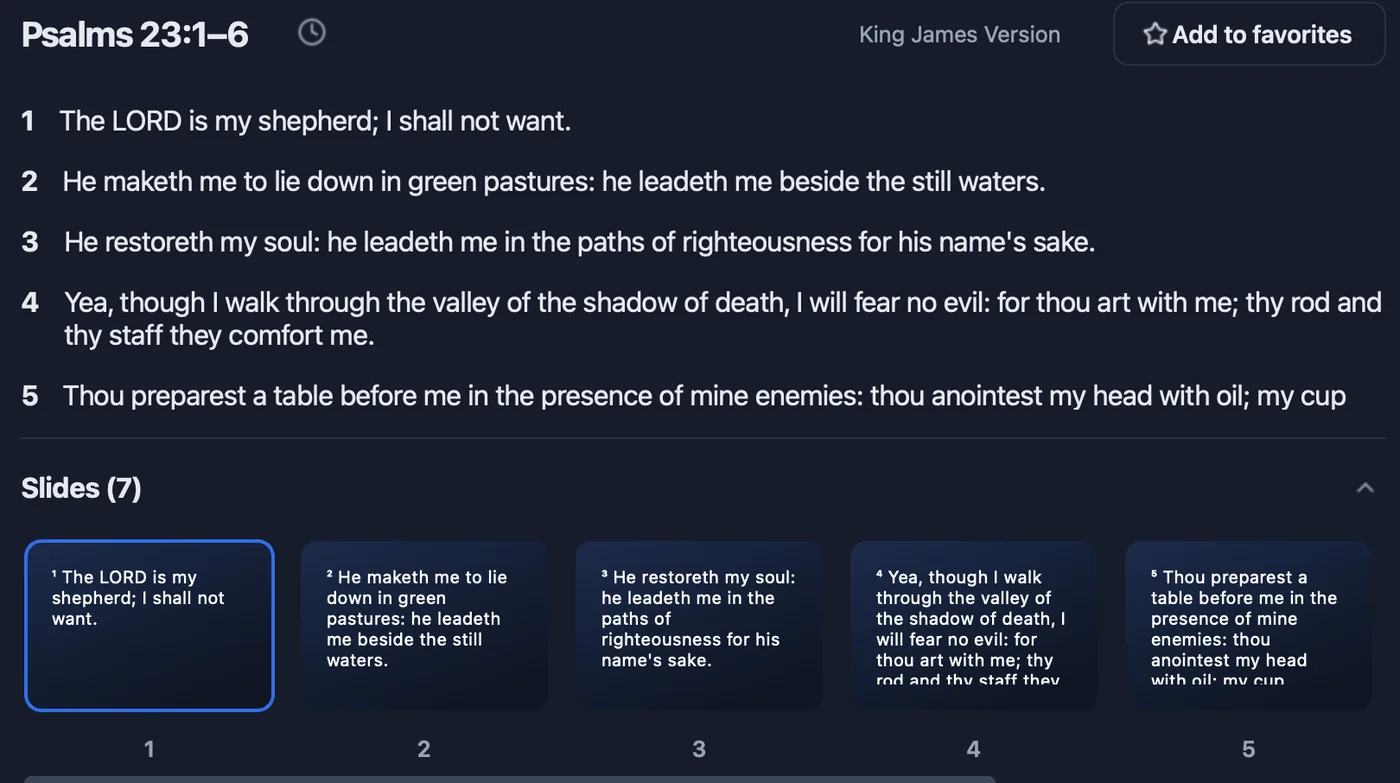 Psalms 23:1–6
King James Version
Add to favorites
1 The LORD is my shepherd; I shall not want.
2 He maketh me to lie down in green pastures: he leadeth me beside the still waters.
3 He restoreth my soul: he leadeth me in the paths of righteousness for his name's sake.
4 Yea, though I walk through the valley of the shadow of death, I will fear no evil: for thou art with me; thy rod and
thy staff they comfort me.
5 Thou preparest a table before me in the presence of mine enemies: thou anointest my head with oil; my cup
Slides (7)
¹ The LORD is my
shepherd; I shall not
want.
² He maketh me to lie
down in green
pastures: he leadeth
me beside the still
waters.
³ He restoreth my soul:
he leadeth me in the
paths of
righteousness for his
name's sake.
⁴ Yea, though I walk
through the valley of
the shadow of death, I
will fear no evil: for
thou art with me; thy
rod and thy staff they
⁵ Thou preparest a
table before me in the
presence of mine
enemies: thou
anointest my head
with oil; my cup
1
2
3
4
5